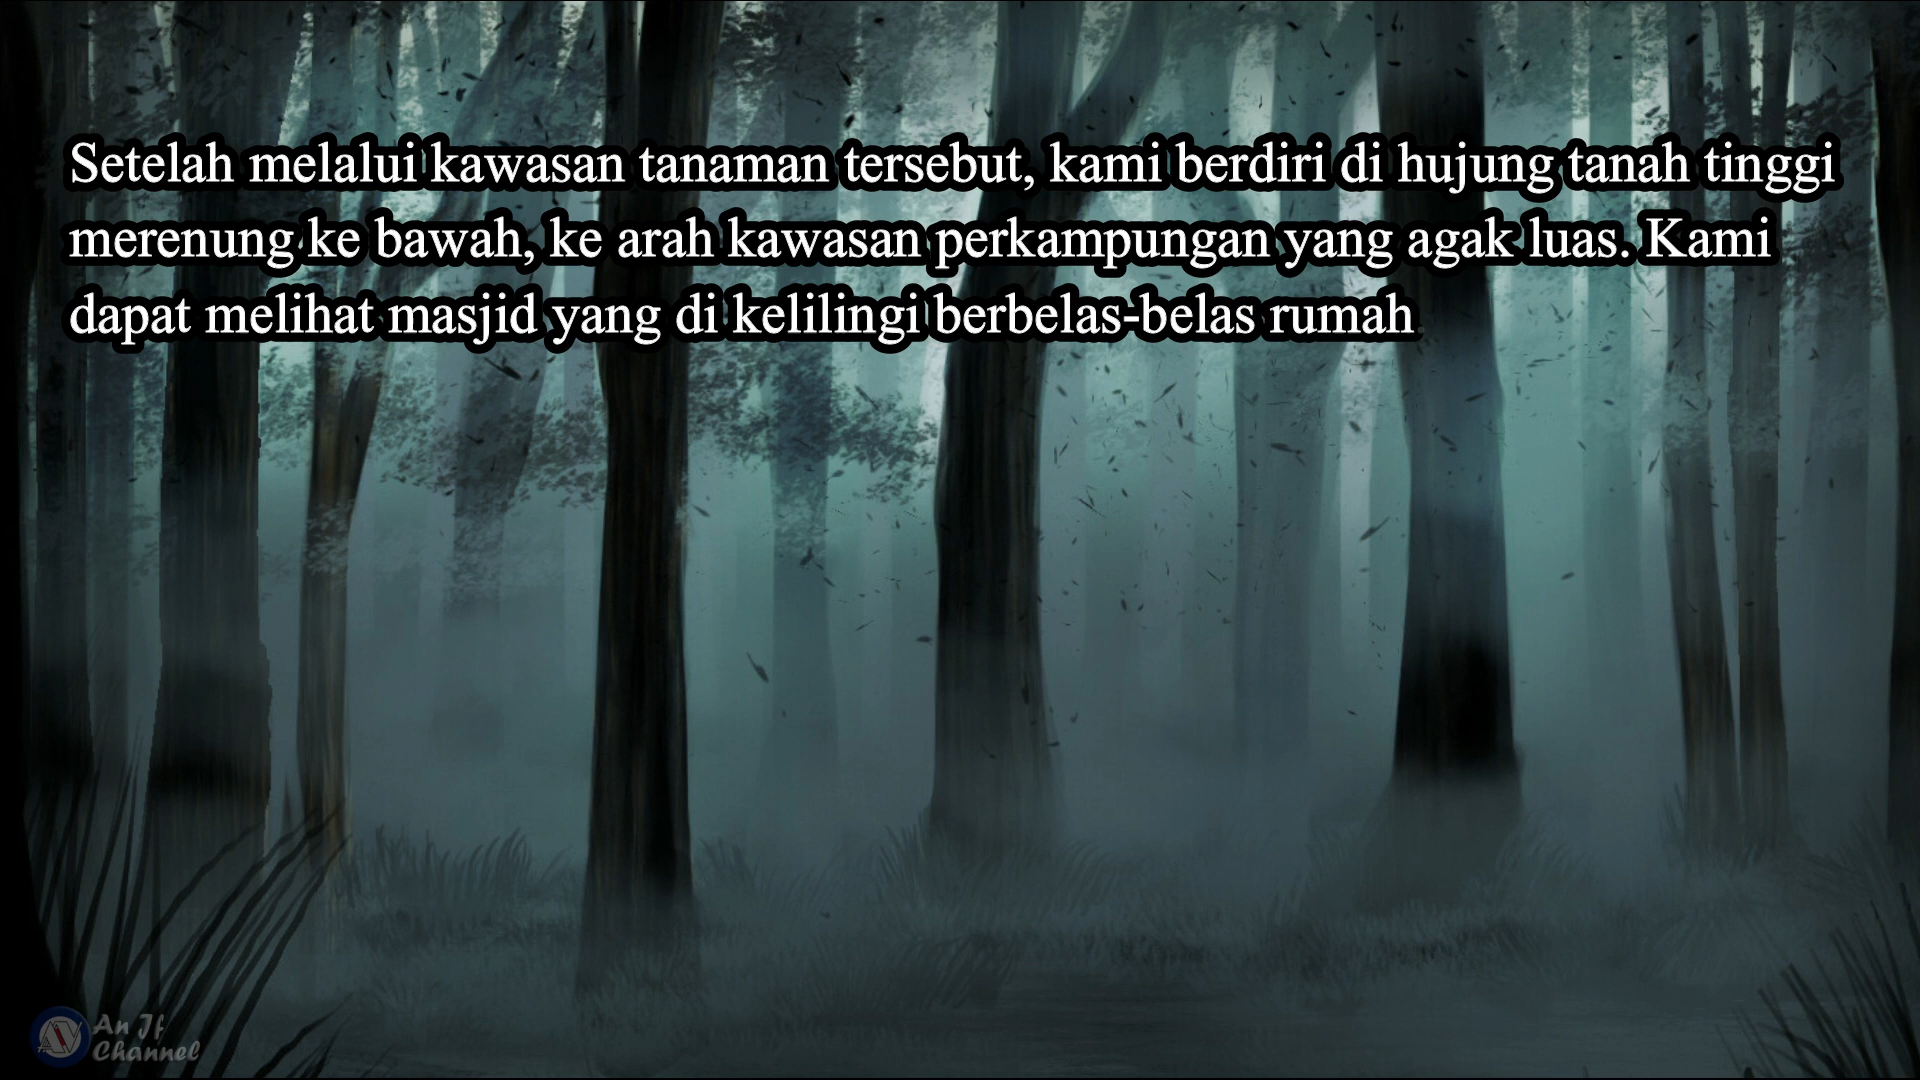 Setelah melalui kawasan tanaman tersebut, kami berdiri di hujung tanah tinggi
merenung ke bawah, ke arah kawasan perkampungan yang agak luas. Kami
dapat melihat masjid yang di kelilingi berbelas-belas rumah.
An Jf
Channel